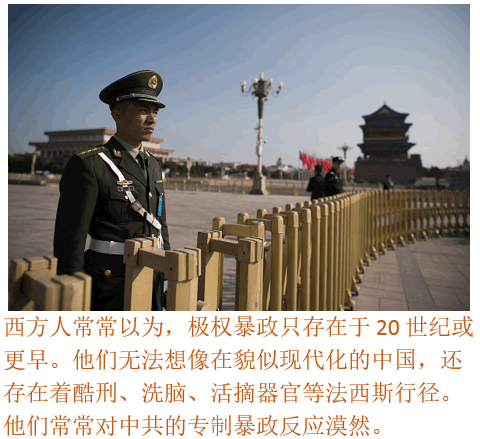 西方人常常以为，极权暴政只存在于 20 世纪或
更早。他们无法想像在貌似现代化的中国，还
存在着酷刑、洗脑、活摘器官等法西斯行径。
他们常常对中共的专制暴政反应漠然。